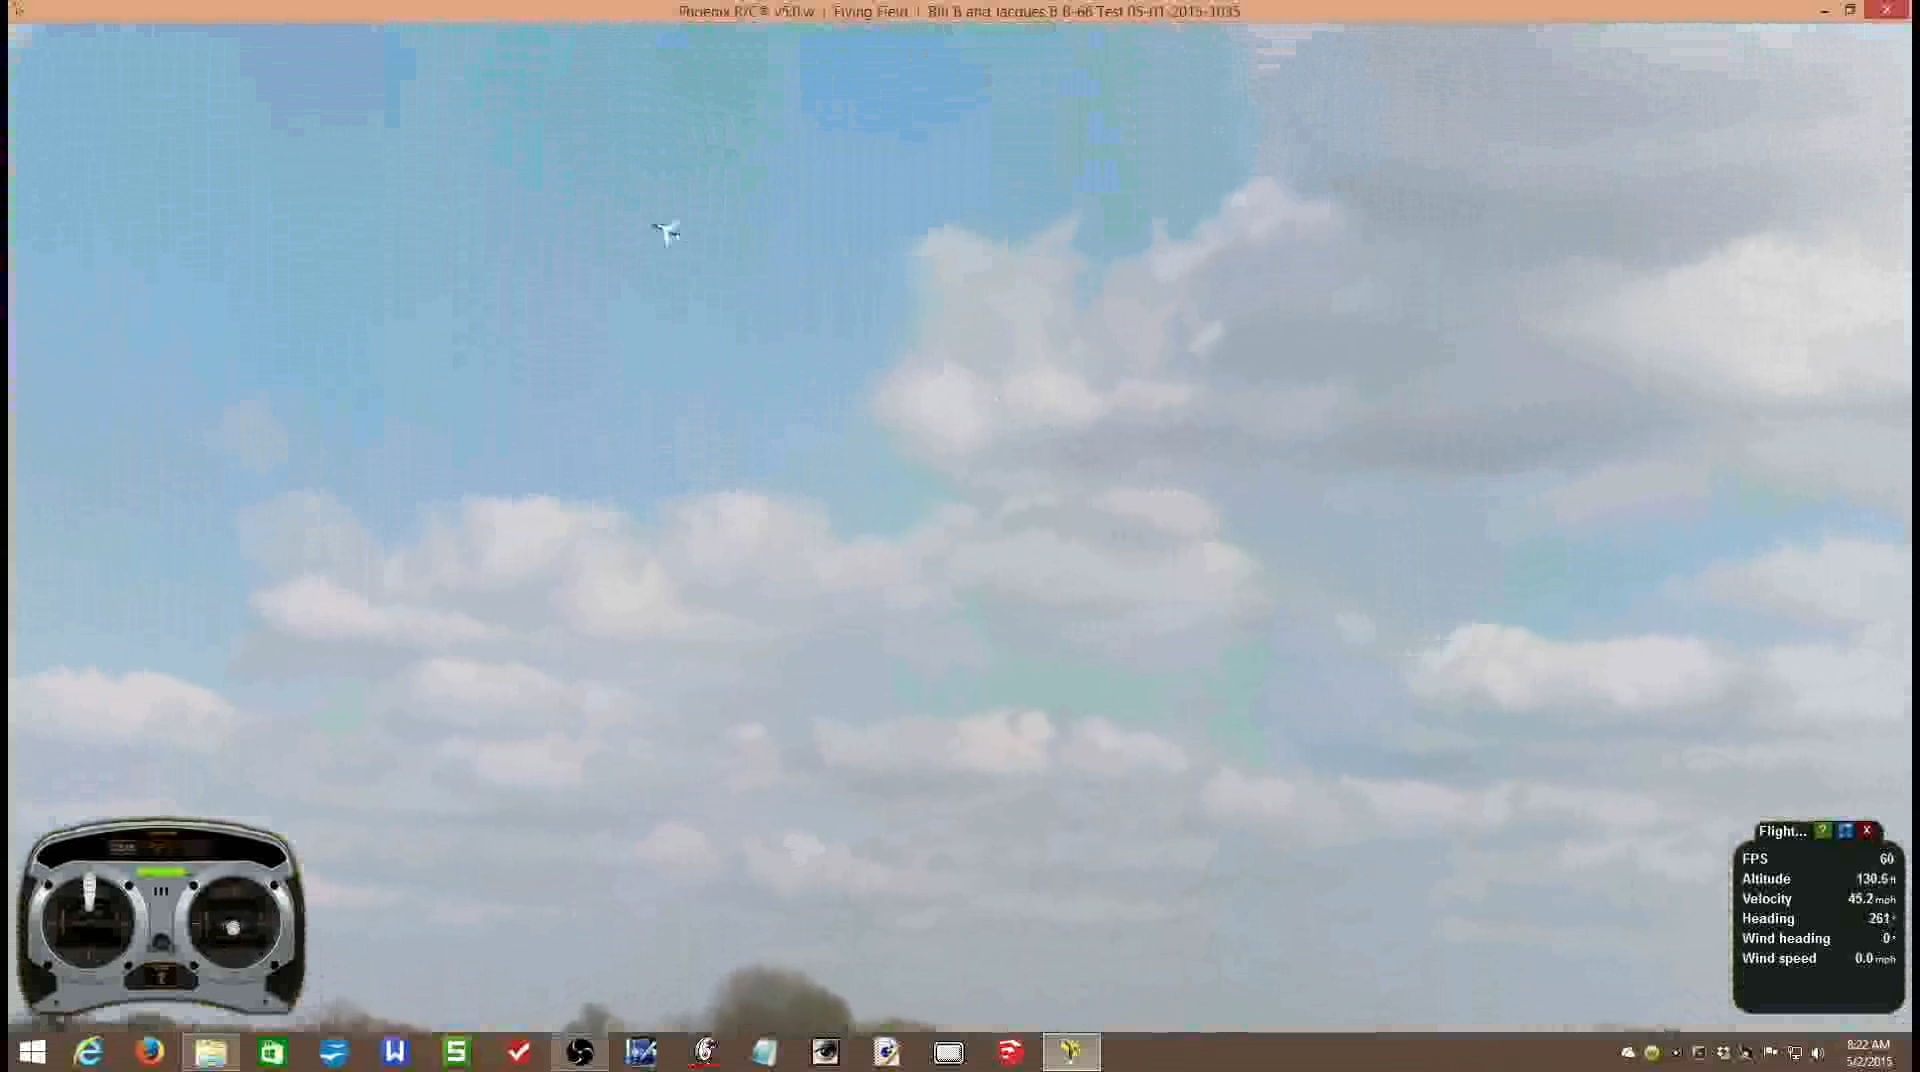 Phoenix R/C® v5.0.w | Flying Field | Bill B and Jacques B B-66 Test 05-01-2015-1035
Flight... ? X
FPS 60
Altitude 130.6 ft
Velocity 45.2 mph
Heading 261°
Wind heading 0°
Wind speed 0.0 mph
W S
8:22 AM
5/2/2015